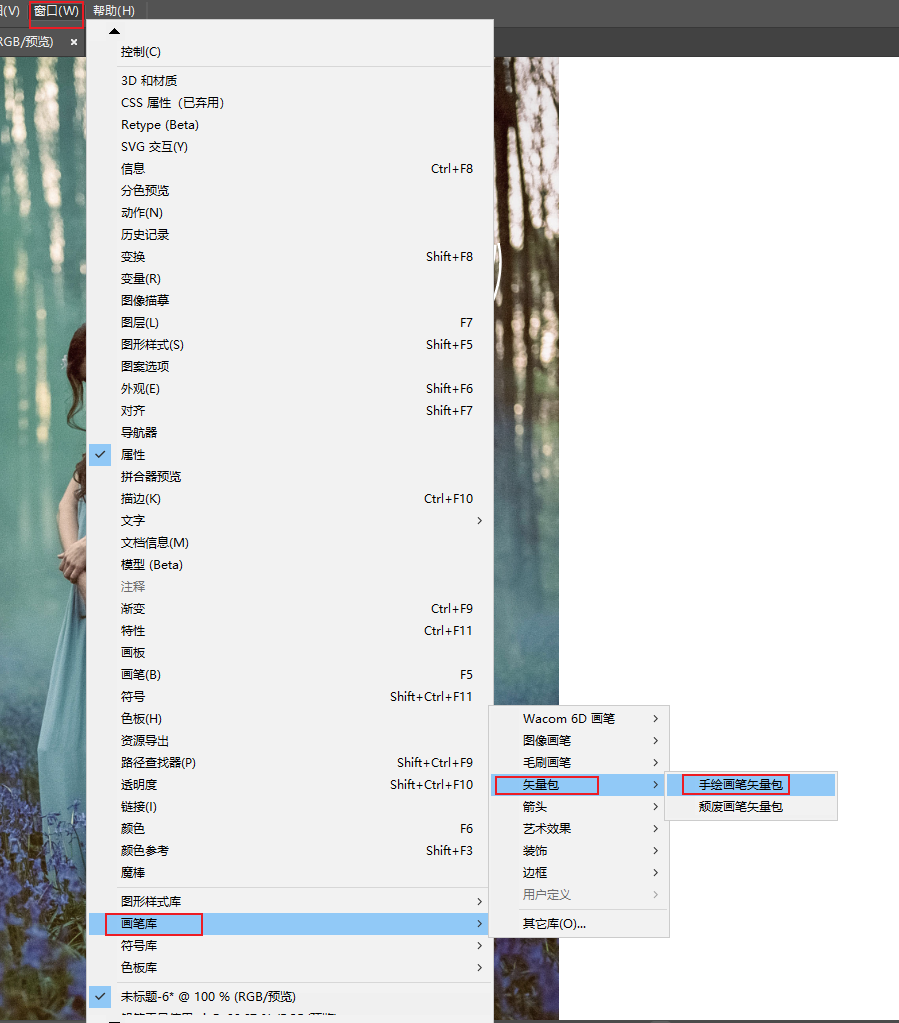 (V) 窗口(W) 帮助(H)
RGB/预览) ×
控制(C)
3D 和材质
CSS 属性（已弃用）
Retype (Beta)
SVG 交互(Y)
信息 Ctrl+F8
分色预览
动作(N)
历史记录
变换 Shift+F8
变量(R)
图像描摹
图层(L) F7
图形样式(S) Shift+F5
图案选项
外观(E) Shift+F6
对齐 Shift+F7
导航器
属性
拼合器预览
描边(K) Ctrl+F10
文字
文档信息(M)
模型 (Beta)
注释
渐变 Ctrl+F9
特性 Ctrl+F11
画板
画笔(B) F5
符号 Shift+Ctrl+F11
色板(H)
资源导出
路径查找器(P) Shift+Ctrl+F9
透明度 Shift+Ctrl+F10
链接(I)
颜色 F6
颜色参考 Shift+F3
魔棒
图形样式库
画笔库
符号库
色板库
未标题-6* @ 100 % (RGB/预览)
Wacom 6D 画笔
图像画笔
毛刷画笔
矢量包
箭头
艺术效果
装饰
边框
用户定义
其它库(O)...
手绘画笔矢量包
颓废画笔矢量包